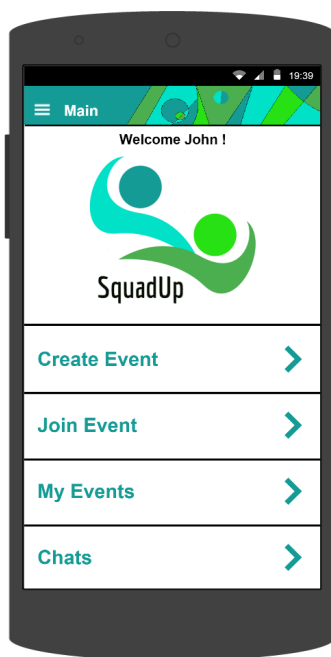 19:39
Main
Welcome John !
SquadUp
Create Event
Join Event
My Events
Chats